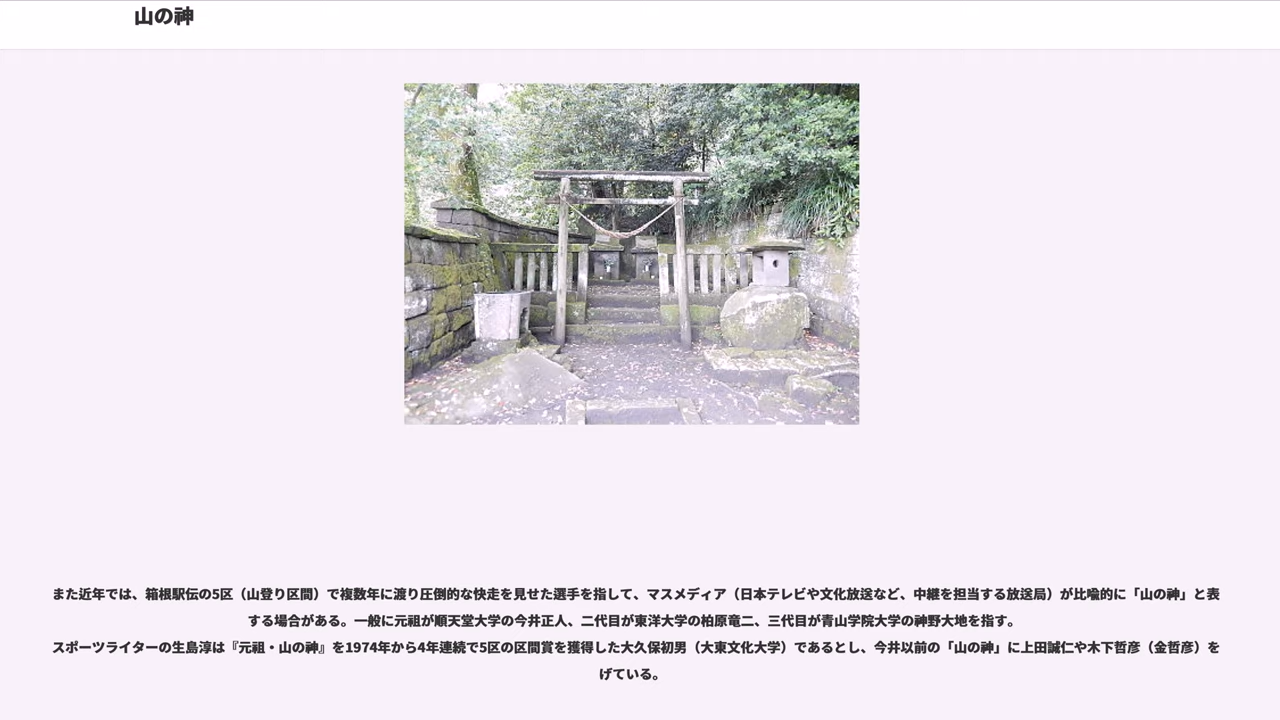 山の神
また近年では、箱根駅伝の5区（山登り区間）で複数年に渡り圧倒的な快走を見せた選手を指して、マスメディア（日本テレビや文化放送など、中継を担当する放送局）が比喩的に「山の神」と表
する場合がある。一般に元祖が順天堂大学の今井正人、二代目が東洋大学の柏原竜二、三代目が青山学院大学の神野大地を指す。
スポーツライターの生島淳は『元祖・山の神』を1974年から4年連続で5区の区間賞を獲得した大久保初男（大東文化大学）であるとし、今井以前の「山の神」に上田誠仁や木下哲彦（金哲彦）を
げている。